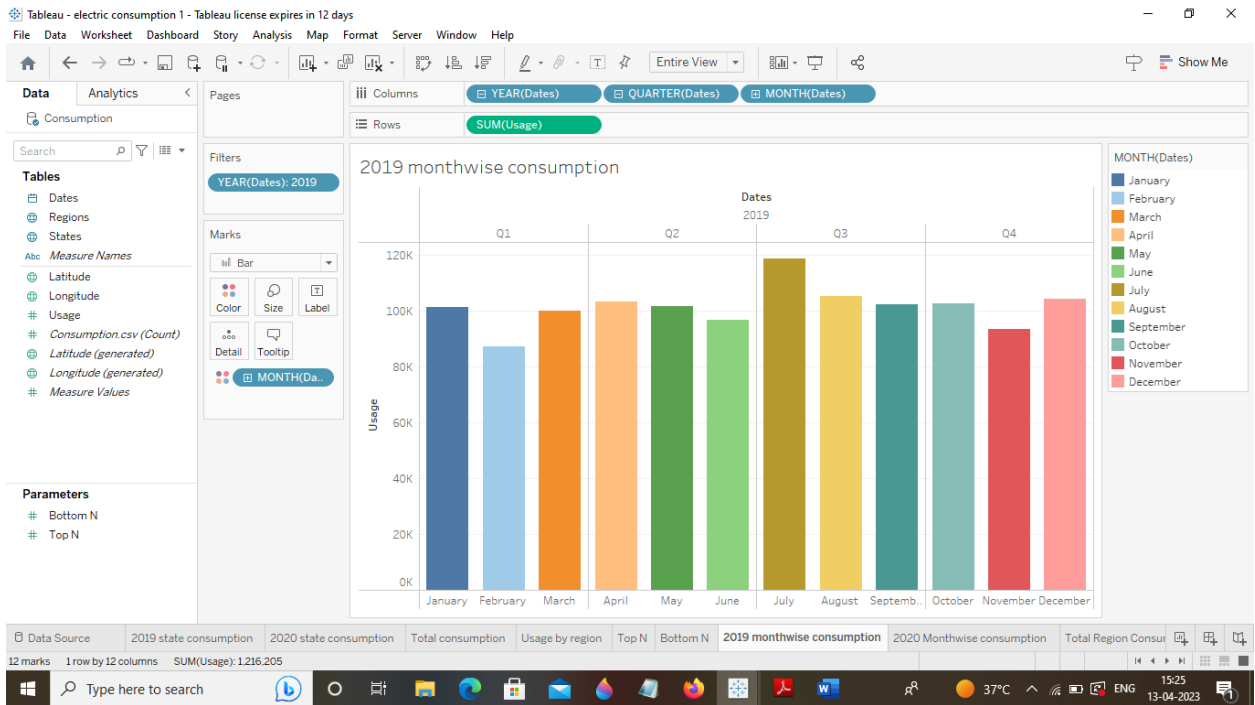 Tableau - electric consumption 1 - Tableau license expires in 12 days
File Data Worksheet Dashboard Story Analysis Map Format Server Window Help
Entire View
Show Me
Data Analytics
Consumption
Search
Tables
Dates
Regions
States
Abc Measure Names
Latitude
Longitude
# Usage
# Consumption.csv (Count)
Latitude (generated)
Longitude (generated)
# Measure Values
Parameters
# Bottom N
# Top N
Pages
Filters
YEAR(Dates): 2019
Marks
Bar
Color Size Label
Detail Tooltip
MONTH(Da..
Columns YEAR(Dates) QUARTER(Dates) MONTH(Dates)
Rows SUM(Usage)
2019 monthwise consumption
Dates
2019
Q1 Q2 Q3 Q4
120K
100K
80K
60K
40K
20K
0K
Usage
January February March April May June July August Septemb.. October November December
MONTH(Dates)
January
February
March
April
May
June
July
August
September
October
November
December
Data Source 2019 state consumption 2020 state consumption Total consumption Usage by region Top N Bottom N 2019 monthwise consumption 2020 Monthwise consumption Total Region Consur
12 marks 1 row by 12 columns SUM(Usage): 1,216,205
Type here to search
37°C ENG
15:25
13-04-2023
1